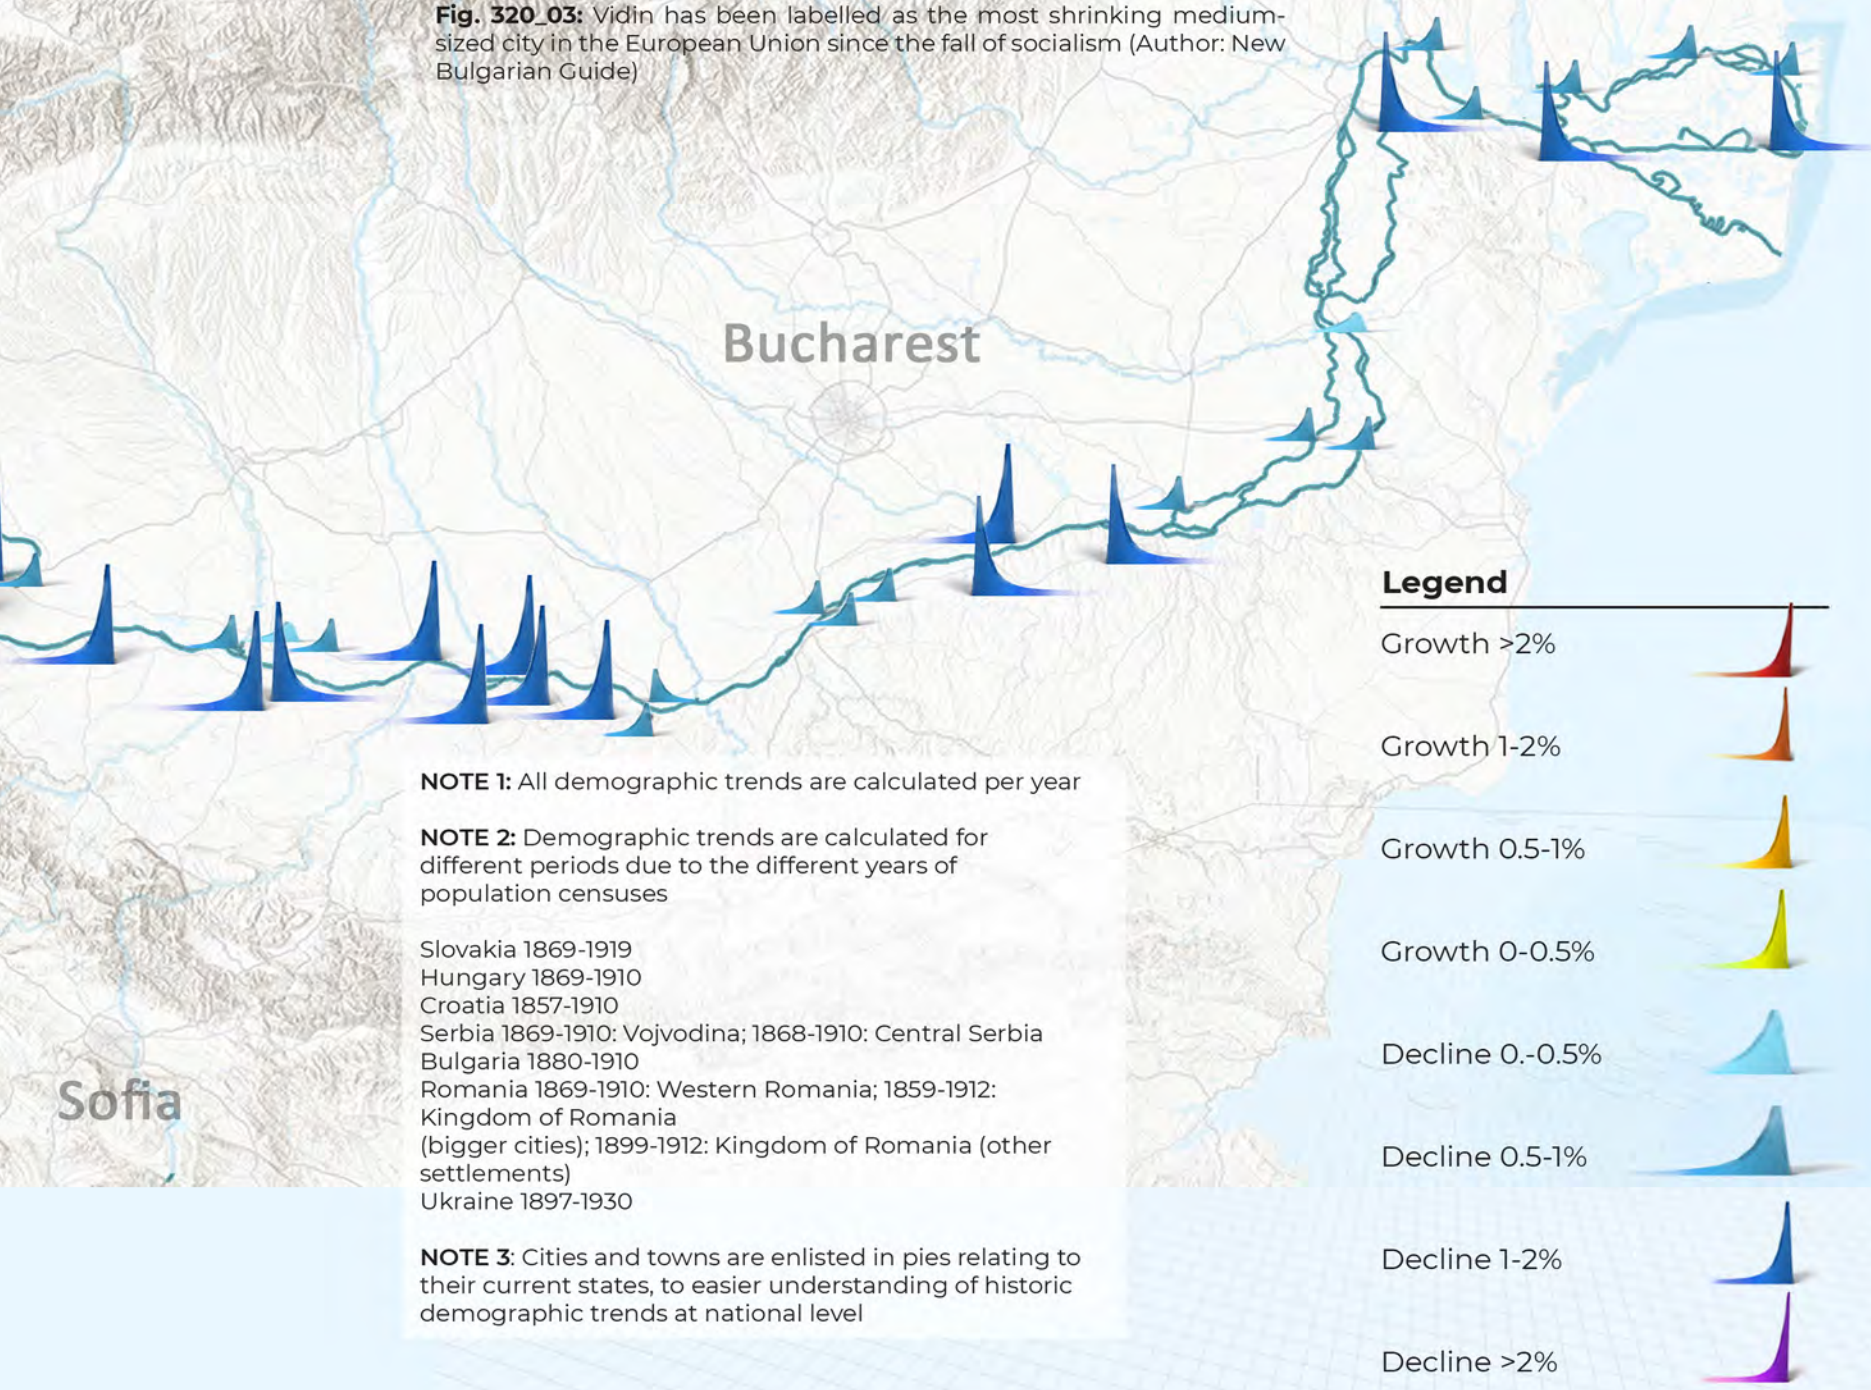 Fig. 320_03: Vidin has been labelled as the most shrinking medium-
sized city in the European Union since the fall of socialism (Author: New
Bulgarian Guide)
Bucharest
Sofia
NOTE 1: All demographic trends are calculated per year
NOTE 2: Demographic trends are calculated for
different periods due to the different years of
population censuses
Slovakia 1869-1919
Hungary 1869-1910
Croatia 1857-1910
Serbia 1869-1910: Vojvodina; 1868-1910: Central Serbia
Bulgaria 1880-1910
Romania 1869-1910: Western Romania; 1859-1912:
Kingdom of Romania
(bigger cities); 1899-1912: Kingdom of Romania (other
settlements)
Ukraine 1897-1930
NOTE 3: Cities and towns are enlisted in pies relating to
their current states, to easier understanding of historic
demographic trends at national level
Legend
Growth >2%
Growth 1-2%
Growth 0.5-1%
Growth 0-0.5%
Decline 0.-0.5%
Decline 0.5-1%
Decline 1-2%
Decline >2%